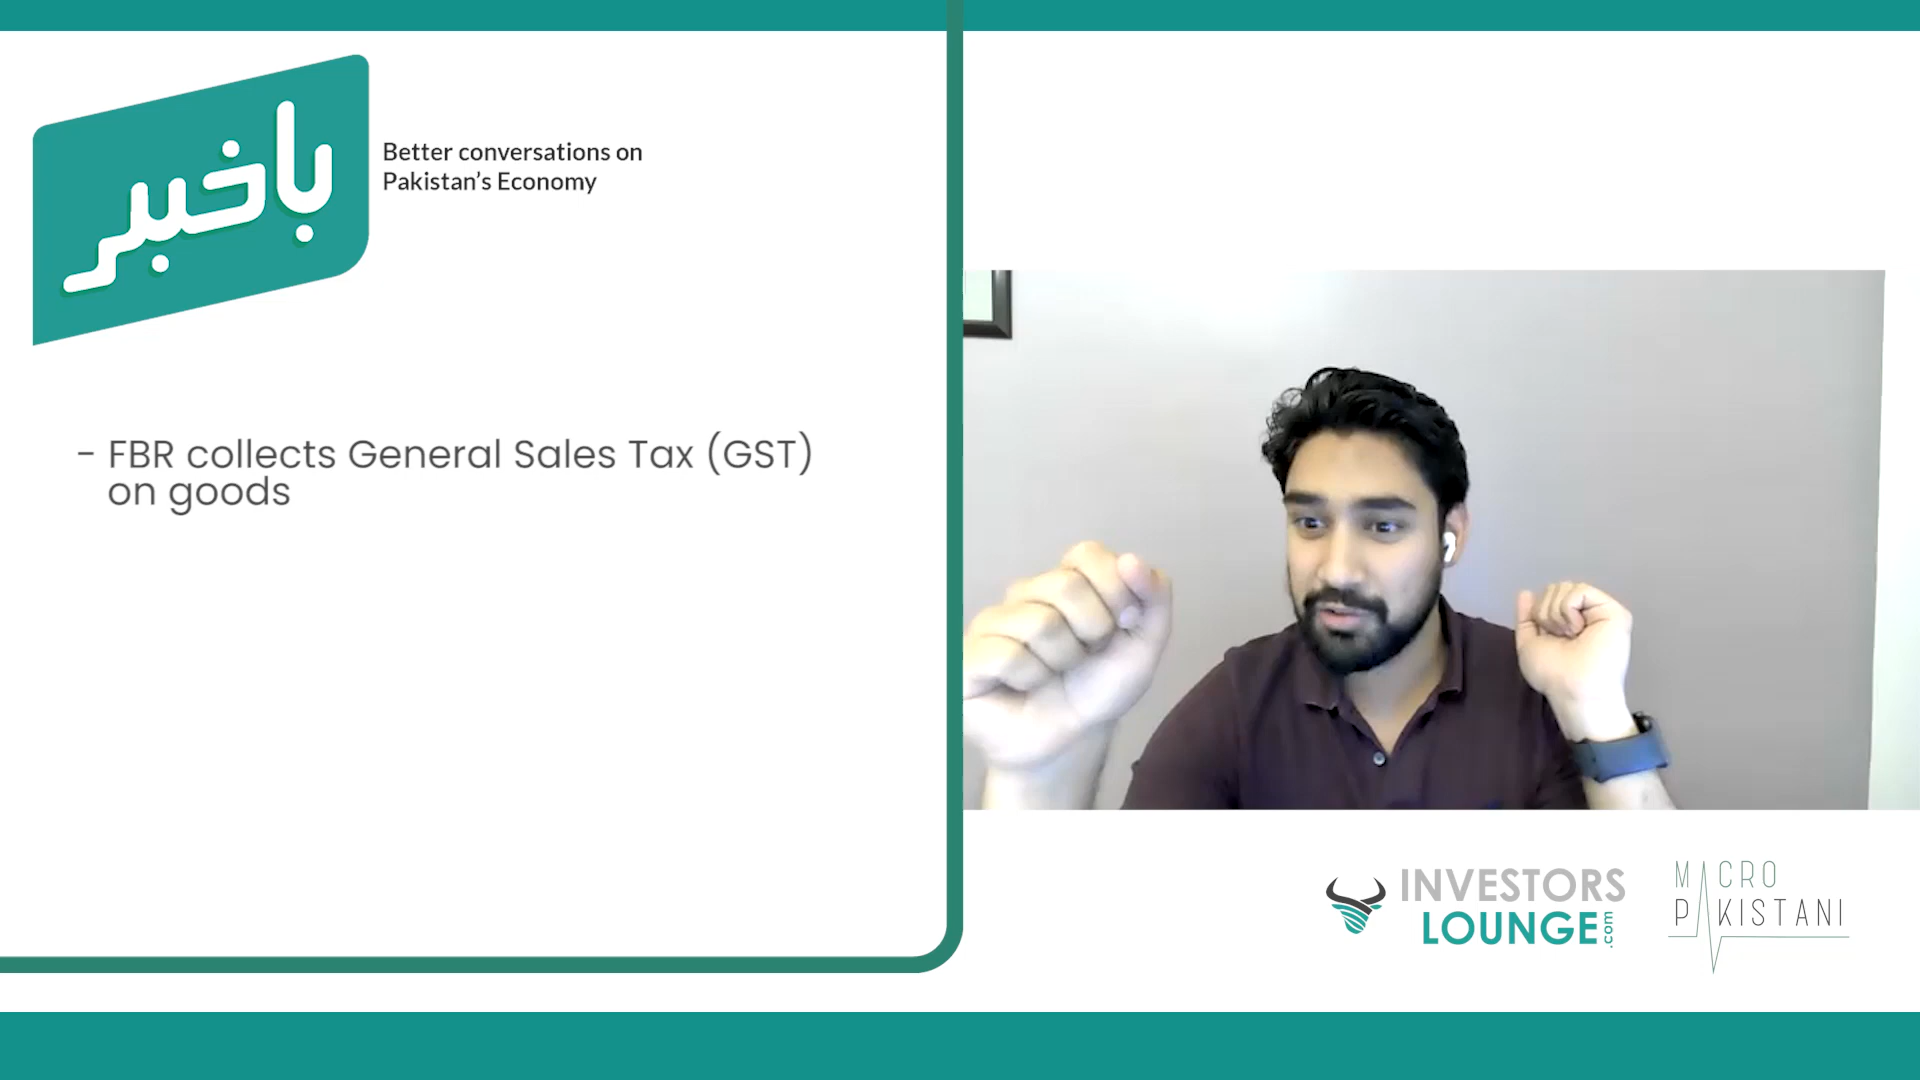 باخبر
Better conversations on
Pakistan's Economy
- FBR collects General Sales Tax (GST)
on goods
INVESTORS
LOUNGE.com
MACRO
PAKISTANI